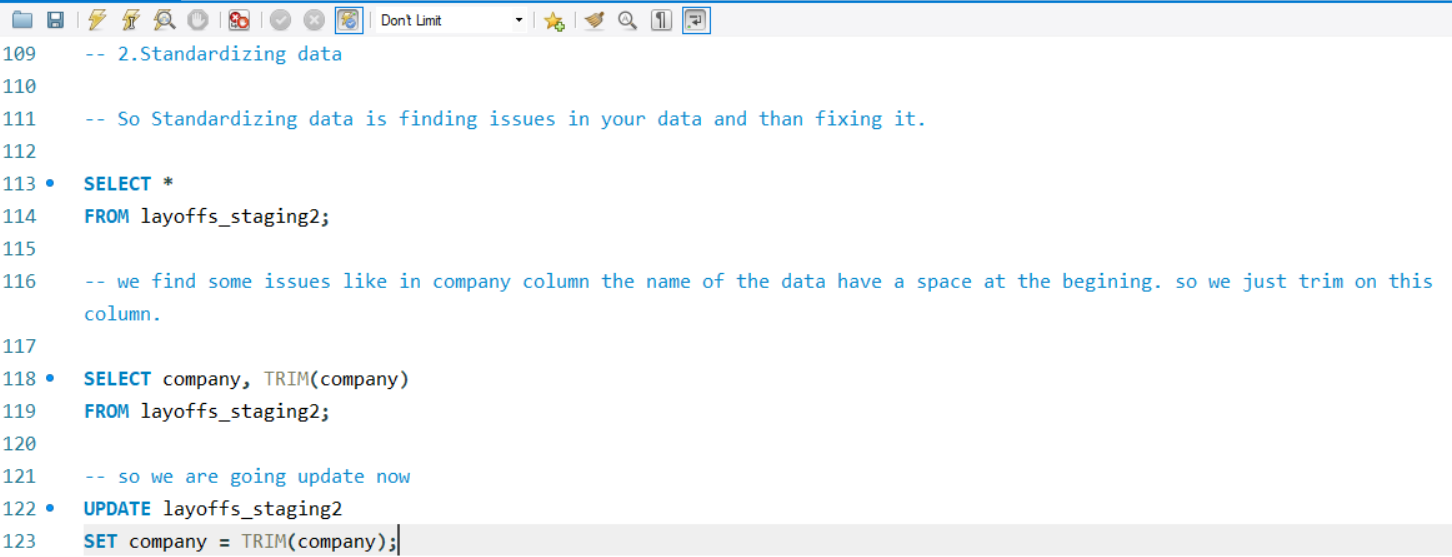 Don't Limit
109 -- 2.Standardizing data
110
111 -- So Standardizing data is finding issues in your data and than fixing it.
112
113 SELECT *
114 FROM layoffs_staging2;
115
116 -- we find some issues like in company column the name of the data have a space at the begining. so we just trim on this
column.
117
118 SELECT company, TRIM(company)
119 FROM layoffs_staging2;
120
121 -- so we are going update now
122 UPDATE layoffs_staging2
123 SET company = TRIM(company);